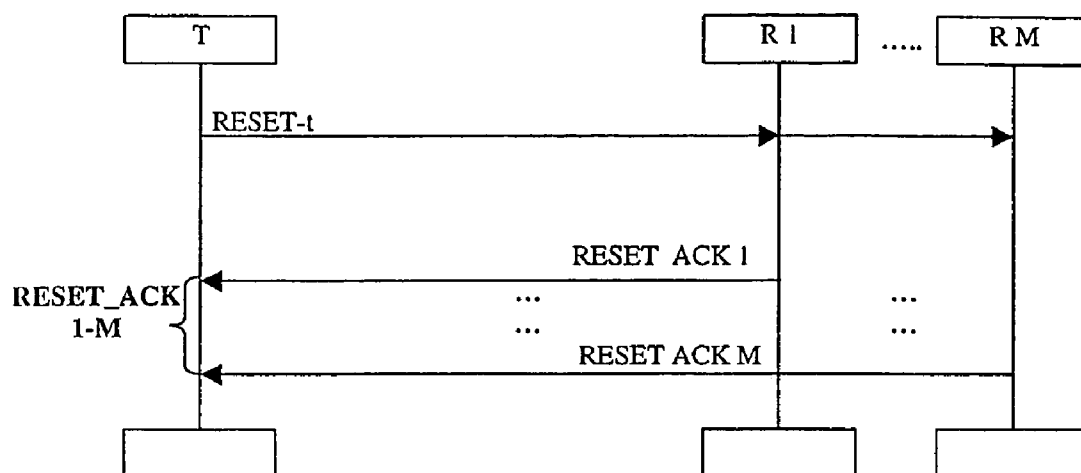 T
R 1
.....
R M
RESET-t
RESET ACK 1
RESET_ACK
1-M
...
...
...
...
RESET ACK M